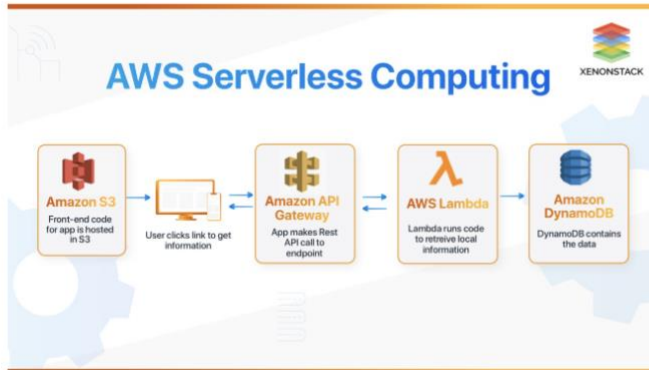 AWS Serverless Computing
XENONSTACK
Amazon S3
Front-end code
for app is hosted
in S3
User clicks link to get
information
Amazon API
Gateway
App makes Rest
API call to
endpoint
AWS Lambda
Lambda runs code
to retreive local
information
Amazon
DynamoDB
DynamoDB contains
the data